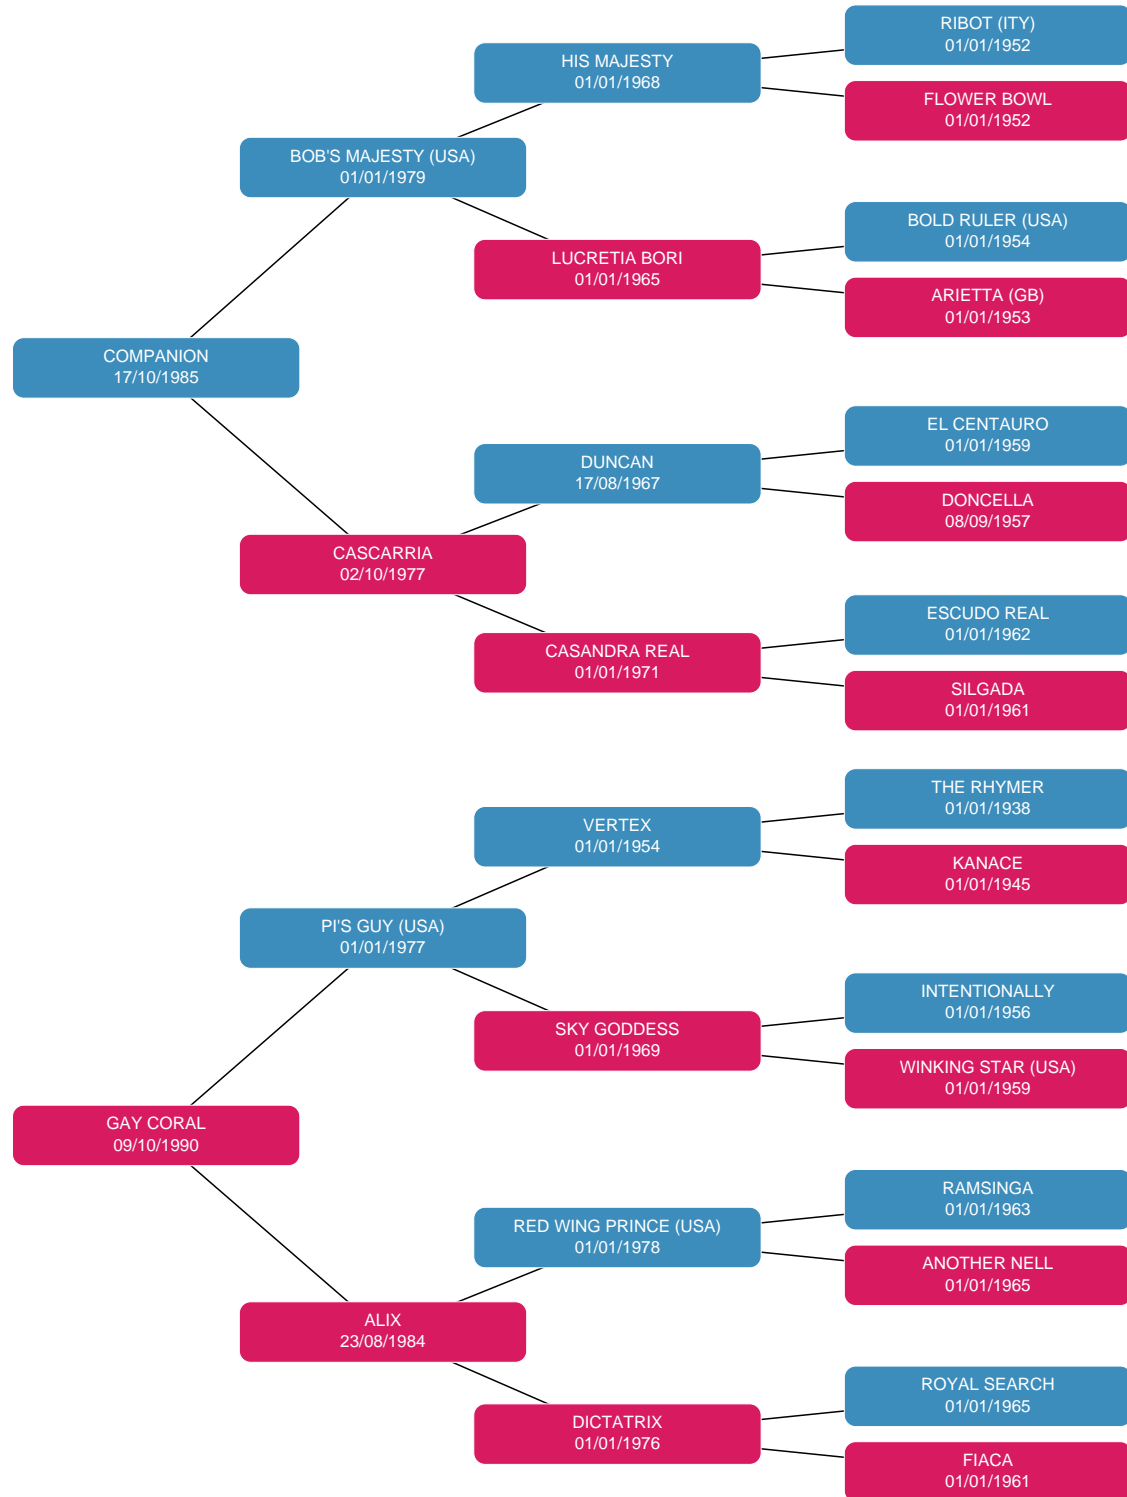 RIBOT (ITY)
01/01/1952
HIS MAJESTY
01/01/1968
FLOWER BOWL
01/01/1952
BOB'S MAJESTY (USA)
01/01/1979
BOLD RULER (USA)
01/01/1954
LUCRETIA BORI
01/01/1965
ARIETTA (GB)
01/01/1953
COMPANION
17/10/1985
EL CENTAURO
01/01/1959
DUNCAN
17/08/1967
DONCELLA
08/09/1957
CASCARRIA
02/10/1977
ESCUDO REAL
01/01/1962
CASANDRA REAL
01/01/1971
SILGADA
01/01/1961
THE RHYMER
01/01/1938
VERTEX
01/01/1954
KANACE
01/01/1945
PI'S GUY (USA)
01/01/1977
INTENTIONALLY
01/01/1956
SKY GODDESS
01/01/1969
WINKING STAR (USA)
01/01/1959
GAY CORAL
09/10/1990
RAMSINGA
01/01/1963
RED WING PRINCE (USA)
01/01/1978
ANOTHER NELL
01/01/1965
ALIX
23/08/1984
ROYAL SEARCH
01/01/1965
DICTATRIX
01/01/1976
FIACA
01/01/1961